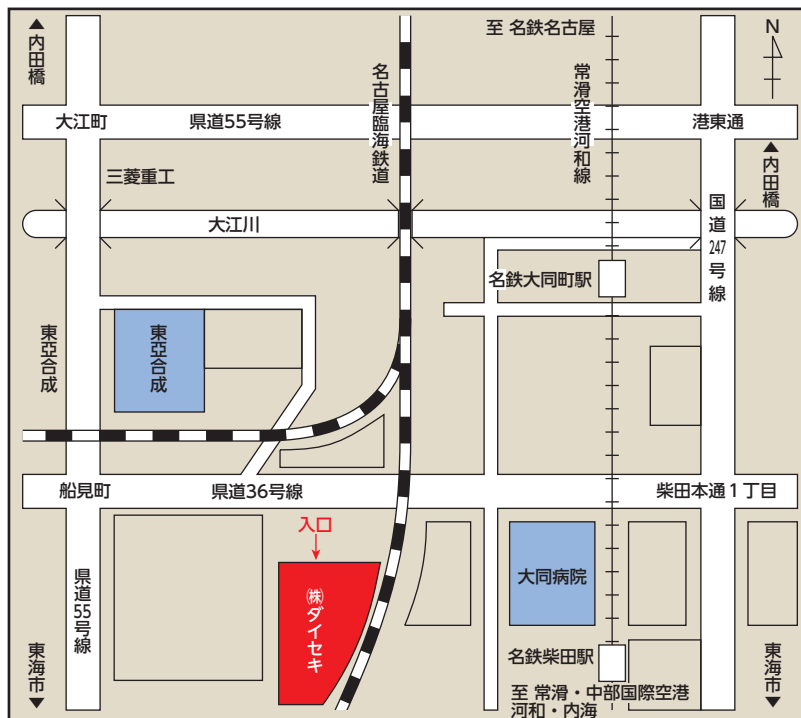 ▲内田橋
至 名鉄名古屋
N
名古屋臨海鉄道
常滑空港河和線
大江町
県道55号線
港東通
▲内田橋
三菱重工
大江川
国道247号線
名鉄大同町駅
東亞合成
東亞合成
船見町
県道36号線
柴田本通1丁目
入口
㈱ダイセキ
大同病院
県道55号線
名鉄柴田駅
東海市▼
東海市▼
至 常滑・中部国際空港
河和・内海